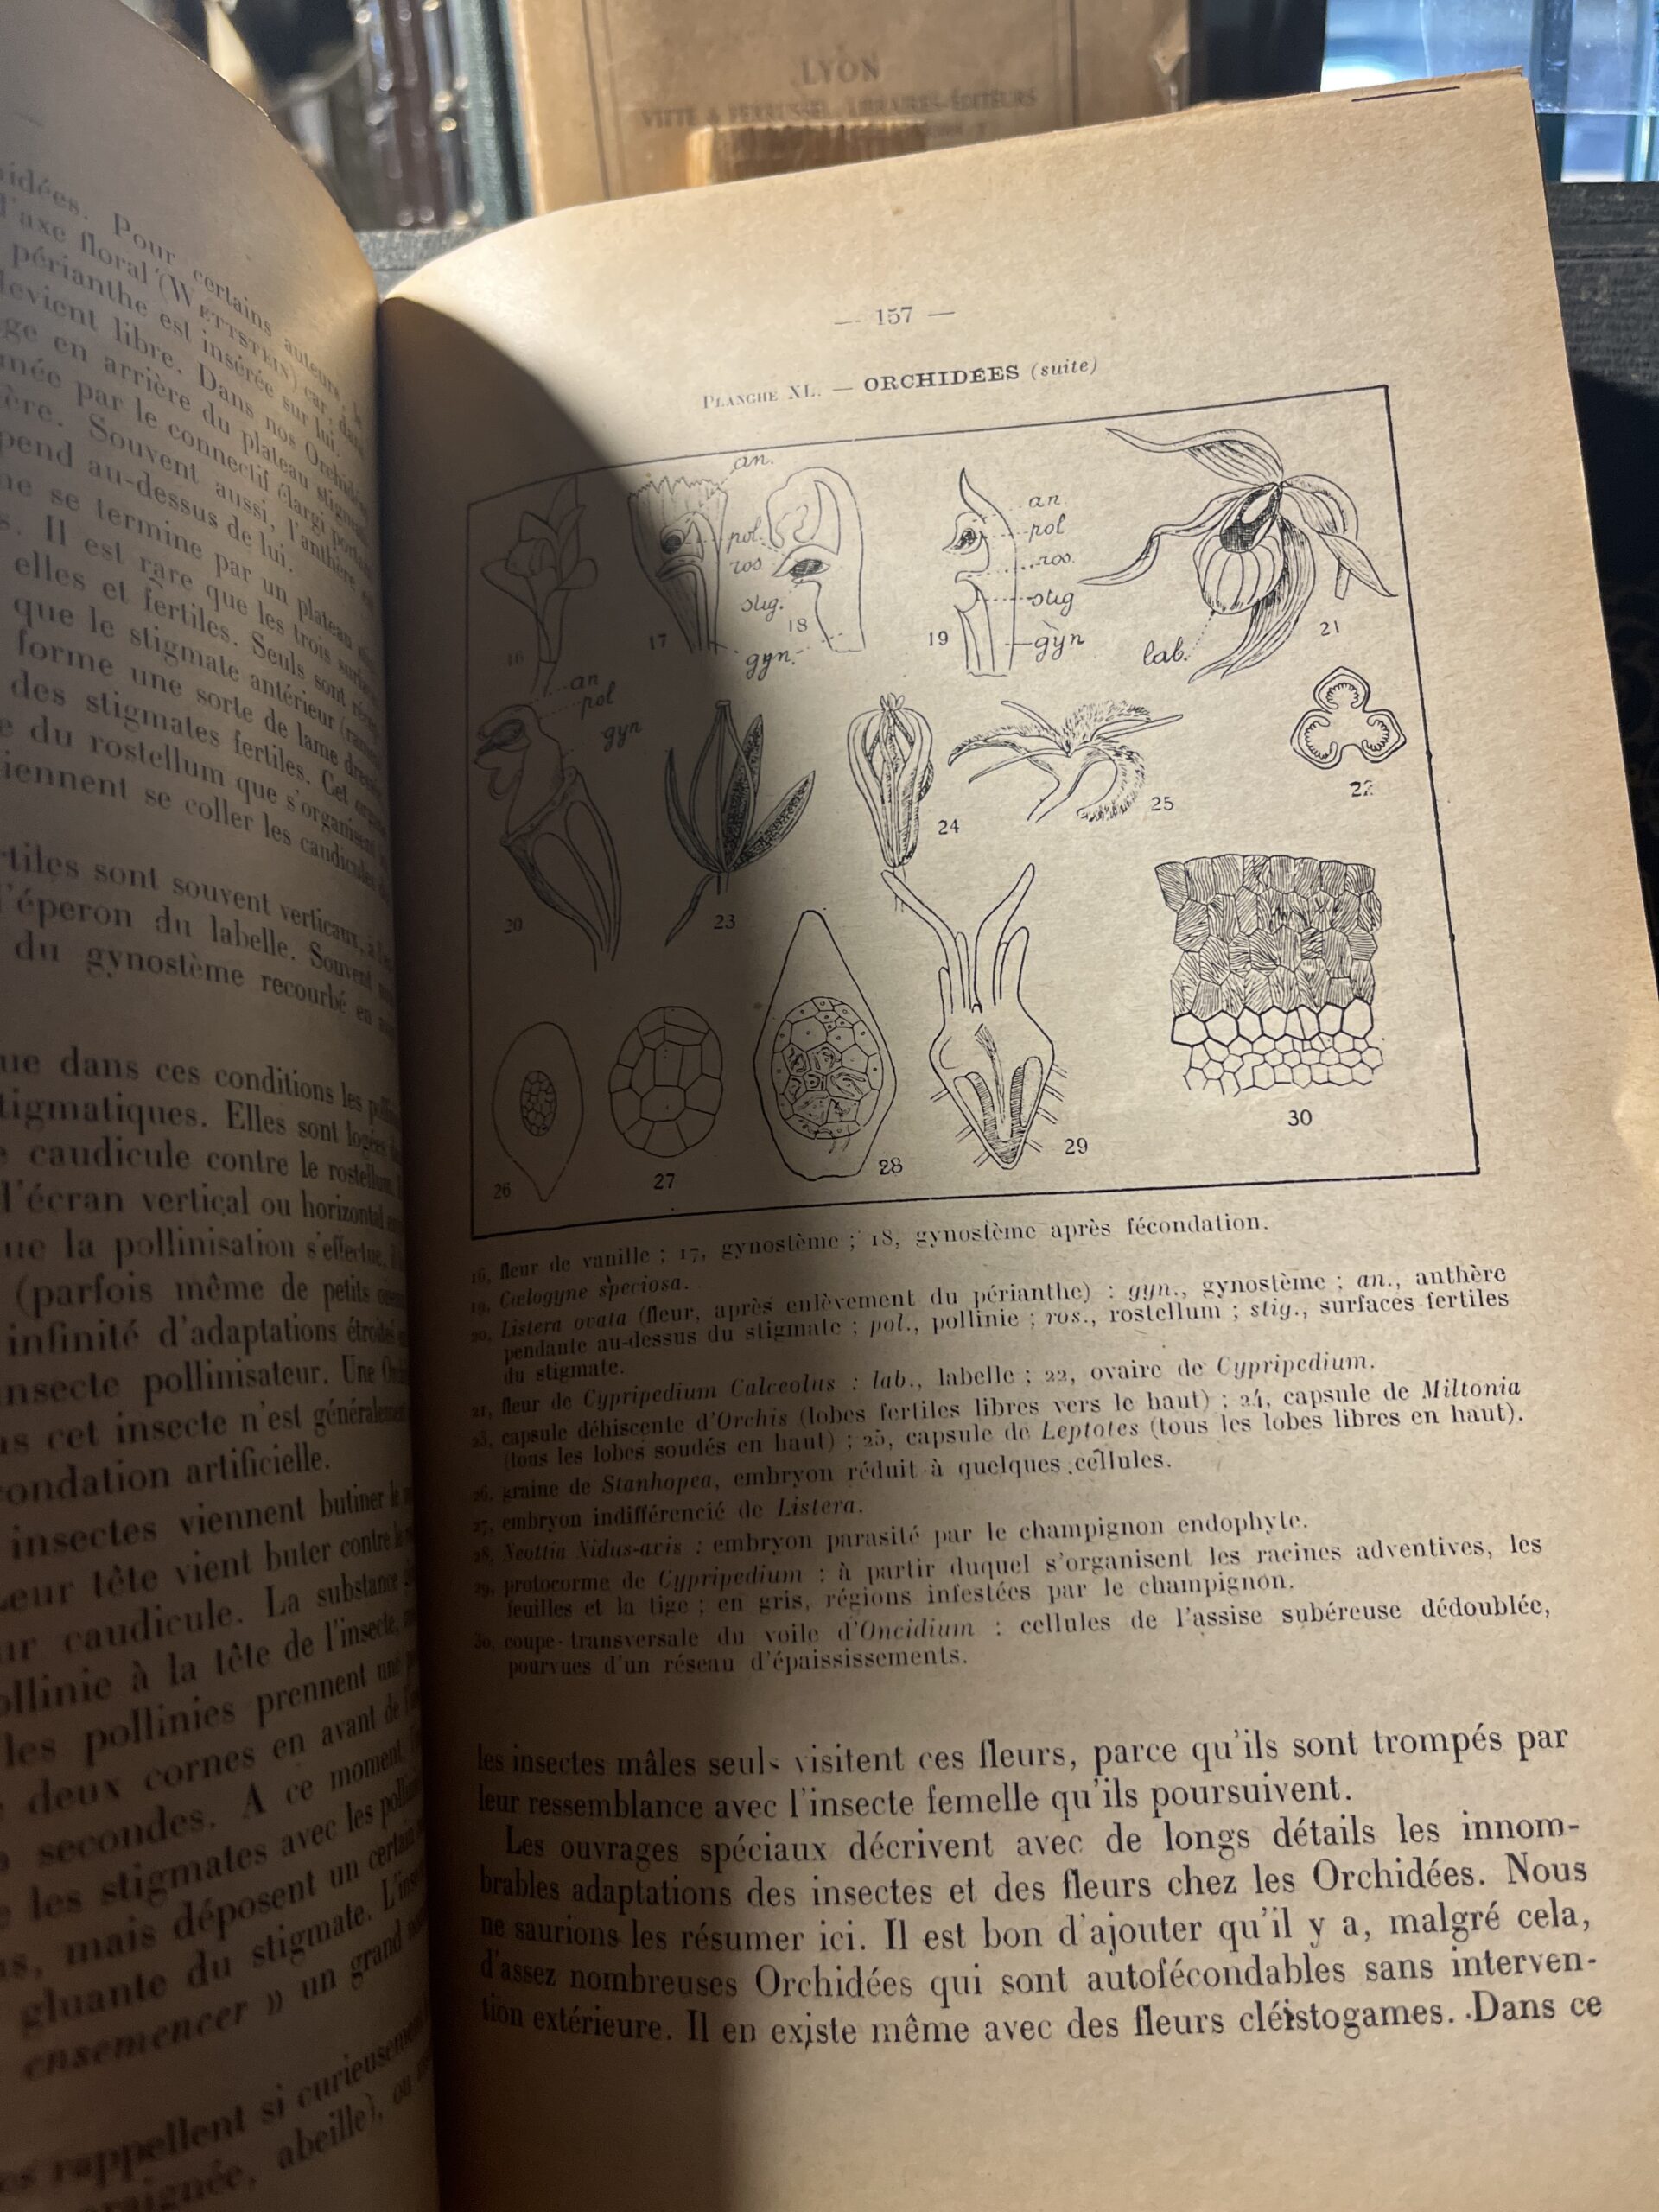 LYON
VITTE & PERRUSSEL, LIBRAIRES-ÉDITEURS
idées. Pour certains auteurs, la
l'axe floral (WETTSTEIN) car, dans
périanthe est insérée sur lui.
devient libre. Dans nos Orchidées
ge en arrière du plateau stigmat
mée par le connectif élargi portant
ère. Souvent aussi, l'anthère est
pend au-dessus de lui.
ne se termine par un plateau
s. Il est rare que les trois surfaces
elles et fertiles. Seuls sont
que le stigmate antérieur
forme une sorte de lame dressée
des stigmates fertiles. Cet organe
e du rostellum que s'organisent
iennent se coller les caudicules
rtiles sont souvent verticaux, à
l'éperon du labelle. Souvent
du gynostème recourbé en
ue dans ces conditions les
tigmatiques. Elles sont logées
e caudicule contre le rostellum.
l'écran vertical ou horizontal
ue la pollinisation s'effectue, il
(parfois même de petits
infinité d'adaptations étroites
insecte pollinisateur. Une
ns cet insecte n'est généralement
condation artificielle.
insectes viennent butiner le
eur tête vient buter contre le
ur caudicule. La substance
ollinie à la tête de l'insecte,
les pollinies prennent une
deux cornes en avant de
secondes. A ce moment,
e les stigmates avec les
ns, mais déposent un certain
gluante du stigmate. L'insecte
ensemencer » un grand
es rappellent si curieusement
araignée, abeille), ou
— 157 —
PLANCHE XL. — ORCHIDÉES (suite)
an.
pol.
ros
stig.
gyn.
16
17
18
an.
pol
ros.
stig
gyn
19
lab.
21
an
pol
gyn
20
23
24
25
22
26
27
28
29
30
16, fleur de vanille ; 17, gynostème ; 18, gynostème après fécondation.
19, Cœlogyne speciosa.
20, Listera ovata (fleur, après enlèvement du périanthe) : gyn., gynostème ; an., anthère
pendante au-dessus du stigmate ; pol., pollinie ; ros., rostellum ; stig., surfaces fertiles
du stigmate.
21, fleur de Cypripedium Calceolus : lab., labelle ; 22, ovaire de Cypripedium.
23, capsule déhiscente d'Orchis (lobes fertiles libres vers le haut) ; 24, capsule de Miltonia
(tous les lobes soudés en haut) ; 25, capsule de Leptotes (tous les lobes libres en haut).
26, graine de Stanhopea, embryon réduit à quelques cellules.
27, embryon indifférencié de Listera.
28, Neottia Nidus-avis : embryon parasité par le champignon endophyte.
29, protocorme de Cypripedium : à partir duquel s'organisent les racines adventives, les
feuilles et la tige ; en gris, régions infestées par le champignon.
30, coupe transversale du voile d'Oncidium : cellules de l'assise subéreuse dédoublée,
pourvues d'un réseau d'épaississements.
les insectes mâles seuls visitent ces fleurs, parce qu'ils sont trompés par
leur ressemblance avec l'insecte femelle qu'ils poursuivent.
Les ouvrages spéciaux décrivent avec de longs détails les innom-
brables adaptations des insectes et des fleurs chez les Orchidées. Nous
ne saurions les résumer ici. Il est bon d'ajouter qu'il y a, malgré cela,
d'assez nombreuses Orchidées qui sont autofécondables sans interven-
tion extérieure. Il en existe même avec des fleurs cléistogames. Dans ce